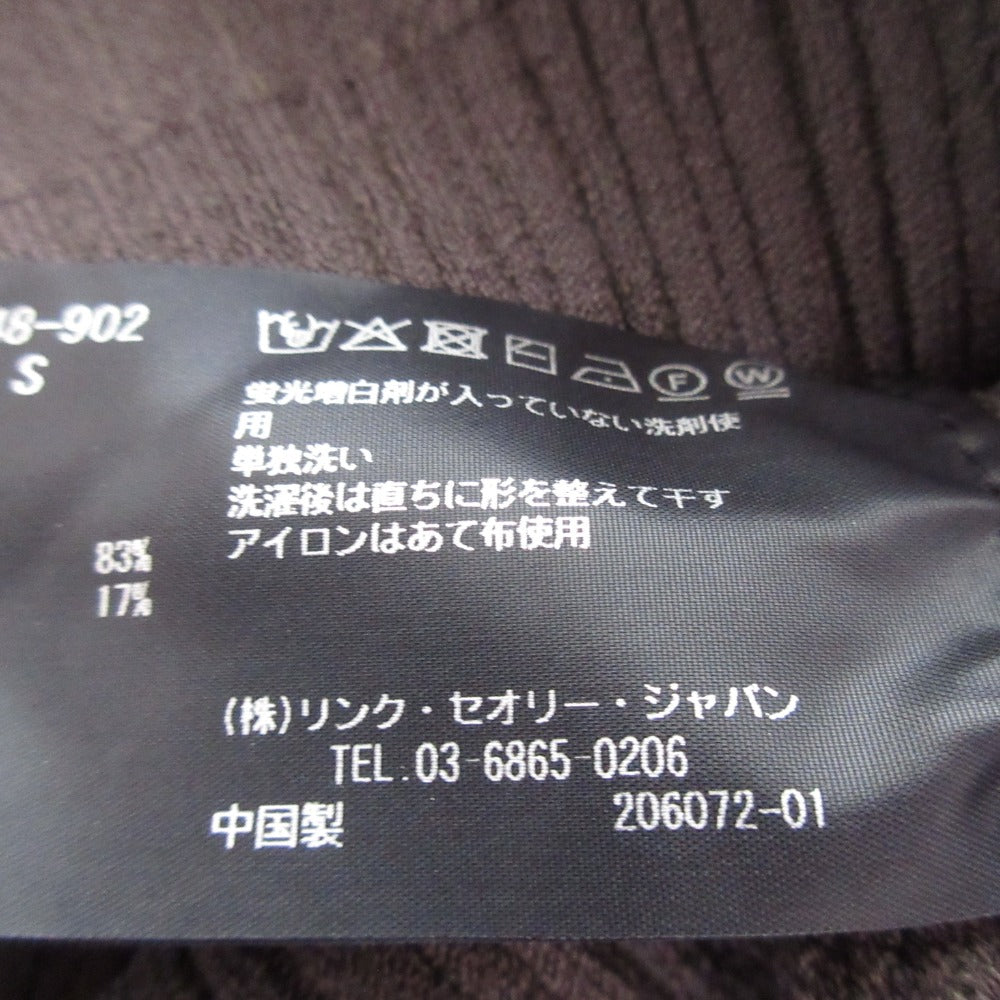 -902
S
F W
蛍光増白剤が入っていない洗剤使
用
単独洗い
洗濯後は直ちに形を整えて干す
アイロンはあて布使用
83%
17%
(株)リンク・セオリー・ジャパン
TEL.03-6865-0206
中国製 206072-01